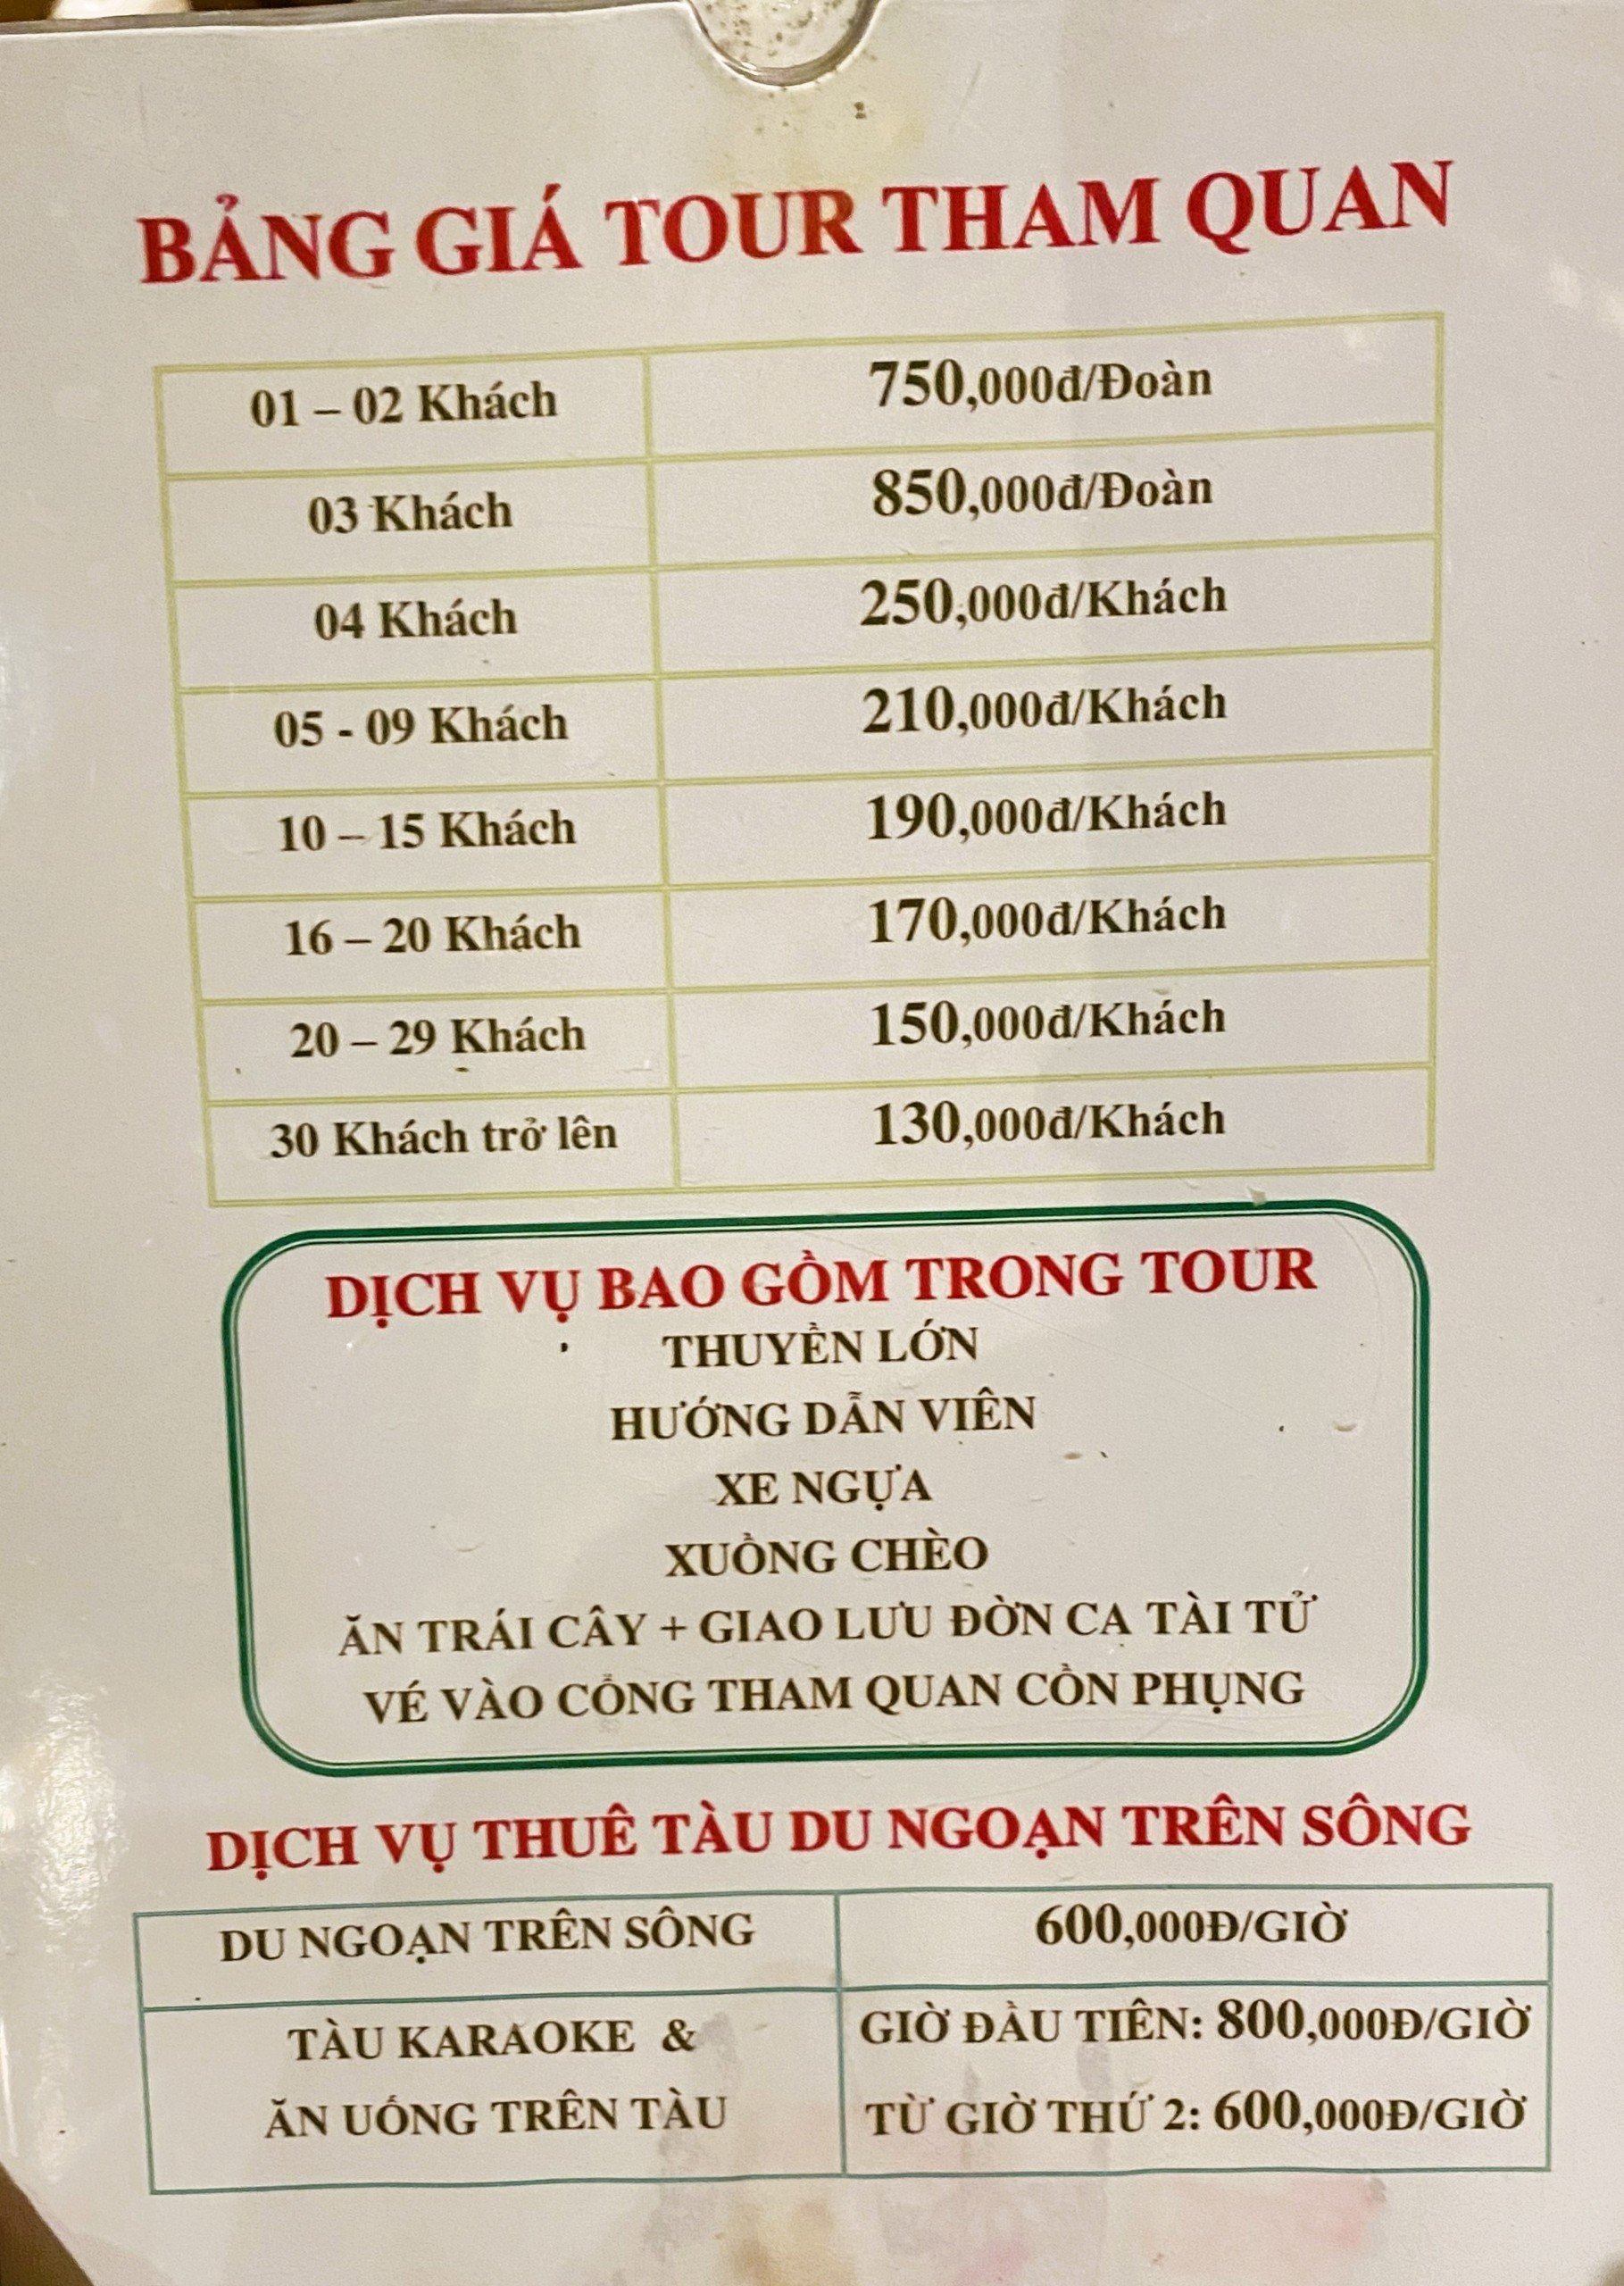 BẢNG GIÁ TOUR THAM QUAN
01 – 02 Khách 750,000đ/Đoàn
03 Khách 850,000đ/Đoàn
04 Khách 250,000đ/Khách
05 - 09 Khách 210,000đ/Khách
10 – 15 Khách 190,000đ/Khách
16 – 20 Khách 170,000đ/Khách
20 – 29 Khách 150,000đ/Khách
30 Khách trở lên 130,000đ/Khách
DỊCH VỤ BAO GỒM TRONG TOUR
THUYỀN LỚN
HƯỚNG DẪN VIÊN
XE NGỰA
XUỒNG CHÈO
ĂN TRÁI CÂY + GIAO LƯU ĐỜN CA TÀI TỬ
VÉ VÀO CỔNG THAM QUAN CỒN PHỤNG
DỊCH VỤ THUÊ TÀU DU NGOẠN TRÊN SÔNG
DU NGOẠN TRÊN SÔNG 600,000Đ/GIỜ
TÀU KARAOKE & GIỜ ĐẦU TIÊN: 800,000Đ/GIỜ
ĂN UỐNG TRÊN TÀU TỪ GIỜ THỨ 2: 600,000Đ/GIỜ